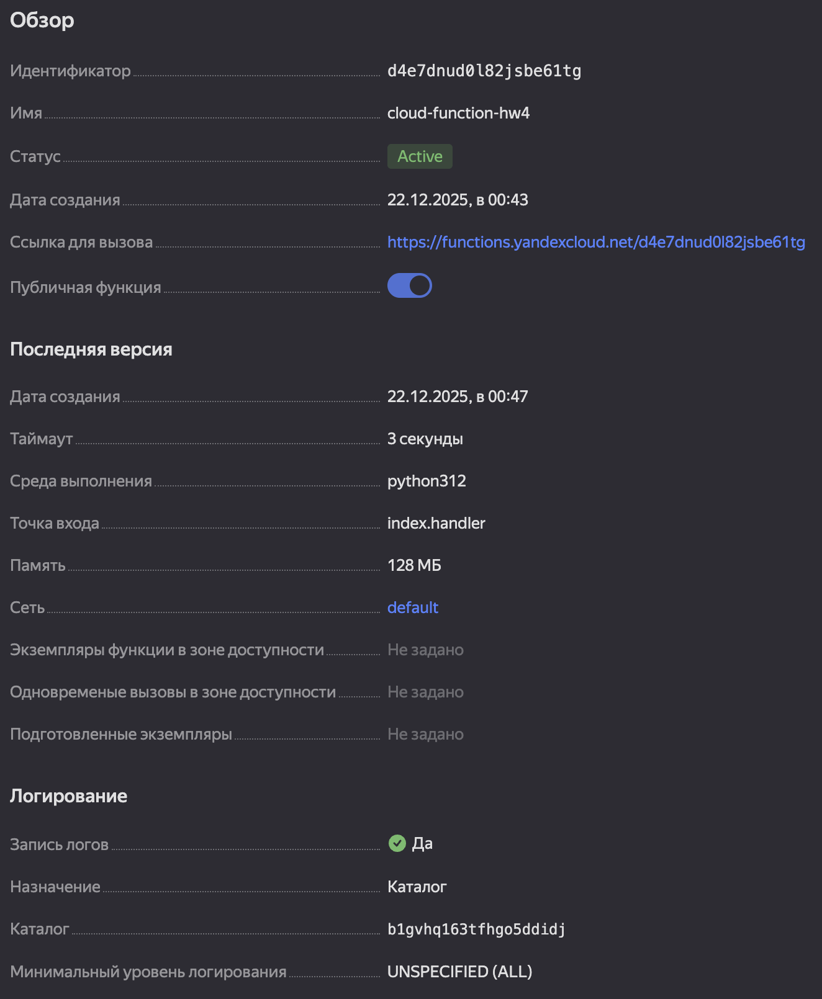 Обзор
Идентификатор d4e7dnud0l82jsbe61tg
Имя cloud-function-hw4
Статус Active
Дата создания 22.12.2025, в 00:43
Ссылка для вызова https://functions.yandexcloud.net/d4e7dnud0l82jsbe61tg
Публичная функция
Последняя версия
Дата создания 22.12.2025, в 00:47
Таймаут 3 секунды
Среда выполнения python312
Точка входа index.handler
Память 128 МБ
Сеть default
Экземпляры функции в зоне доступности Не задано
Одновременые вызовы в зоне доступности Не задано
Подготовленные экземпляры Не задано
Логирование
Запись логов Да
Назначение Каталог
Каталог b1gvhq163tfhgo5ddidj
Минимальный уровень логирования UNSPECIFIED (ALL)